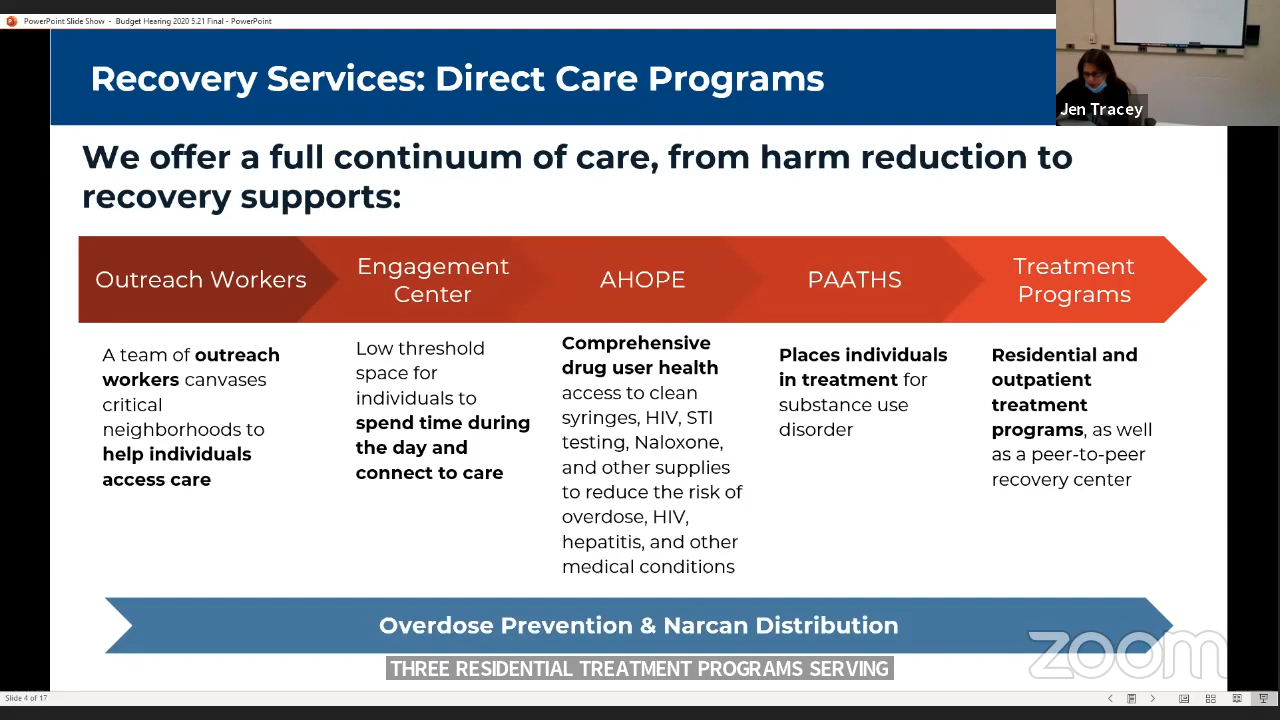 PowerPoint Slide Show - Budget Hearing 2020 5.21 Final - PowerPoint
Recovery Services: Direct Care Programs
Jen Tracey
We offer a full continuum of care, from harm reduction to
recovery supports:
Outreach Workers
Engagement
Center
AHOPE
PAATHS
Treatment
Programs
A team of outreach
workers canvases
critical
neighborhoods to
help individuals
access care
Low threshold
space for
individuals to
spend time during
the day and
connect to care
Comprehensive
drug user health
access to clean
syringes, HIV, STI
testing, Naloxone,
and other supplies
to reduce the risk of
overdose, HIV,
hepatitis, and other
medical conditions
Places individuals
in treatment for
substance use
disorder
Residential and
outpatient
treatment
programs, as well
as a peer-to-peer
recovery center
Overdose Prevention & Narcan Distribution
zoom
THREE RESIDENTIAL TREATMENT PROGRAMS SERVING
Slide 4 of 17